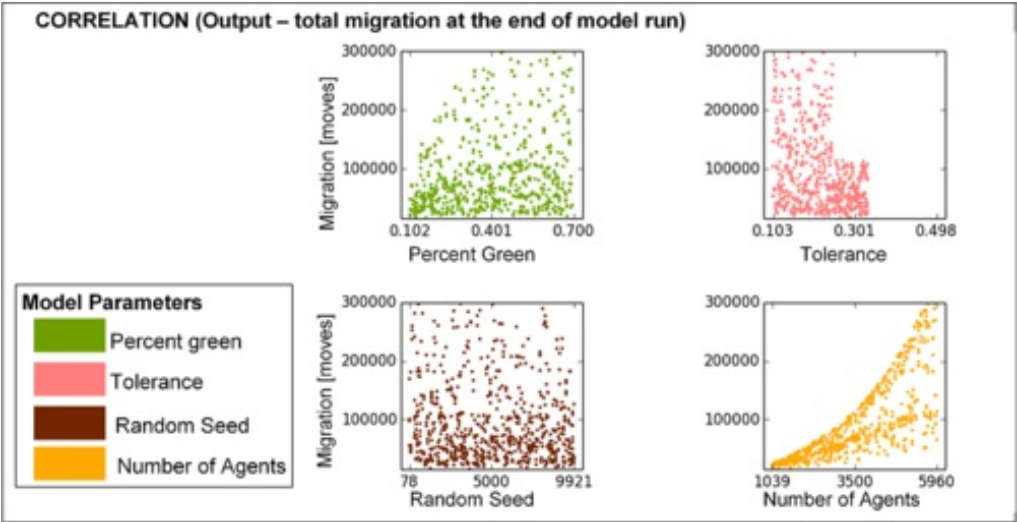 CORRELATION (Output – total migration at the end of model run)
300000
200000
100000
Migration [moves]
0.102 0.401 0.700
Percent Green
300000
200000
100000
0.103 0.301 0.498
Tolerance
Model Parameters
Percent green
Tolerance
Random Seed
Number of Agents
300000
200000
100000
Migration [moves]
78 5000 9921
Random Seed
300000
200000
100000
1039 3500 5960
Number of Agents